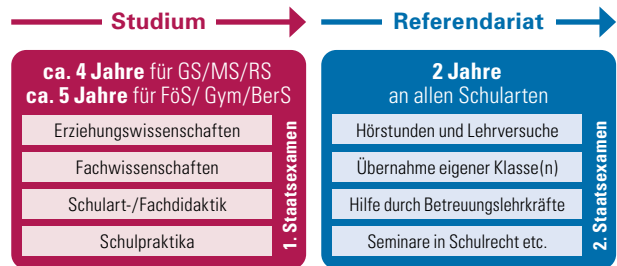 Studium
ca. 4 Jahre für GS/MS/RS
ca. 5 Jahre für FöS/ Gym/BerS
Erziehungswissenschaften
Fachwissenschaften
Schulart-/Fachdidaktik
Schulpraktika
1. Staatsexamen
Referendariat
2 Jahre
an allen Schularten
Hörstunden und Lehrversuche
Übernahme eigener Klasse(n)
Hilfe durch Betreuungslehrkräfte
Seminare in Schulrecht etc.
2. Staatsexamen